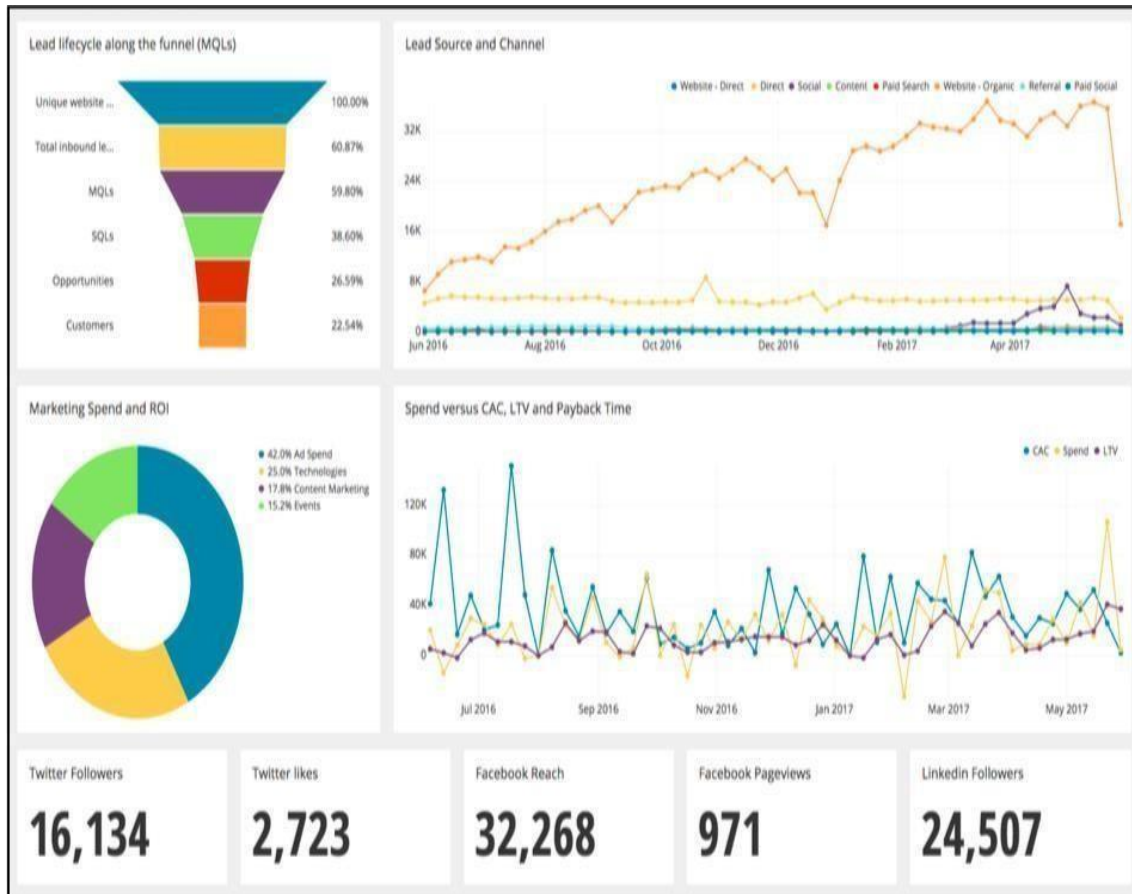 Lead lifecycle along the funnel (MQLs)
Unique website ...
100.00%
Total inbound le...
60.87%
MQLs
59.80%
SQLs
38.60%
Opportunities
26.59%
Customers
22.54%
Lead Source and Channel
Website - Direct Direct Social Content Paid Search Website - Organic Referral Paid Social
32K
24K
16K
8K
0
Jun 2016 Aug 2016 Oct 2016 Dec 2016 Feb 2017 Apr 2017
Marketing Spend and ROI
42.0% Ad Spend
25.0% Technologies
17.8% Content Marketing
15.2% Events
Spend versus CAC, LTV and Payback Time
CAC Spend LTV
120K
80K
40K
0
Jul 2016 Sep 2016 Nov 2016 Jan 2017 Mar 2017 May 2017
Twitter Followers
16,134
Twitter likes
2,723
Facebook Reach
32,268
Facebook Pageviews
971
Linkedin Followers
24,507